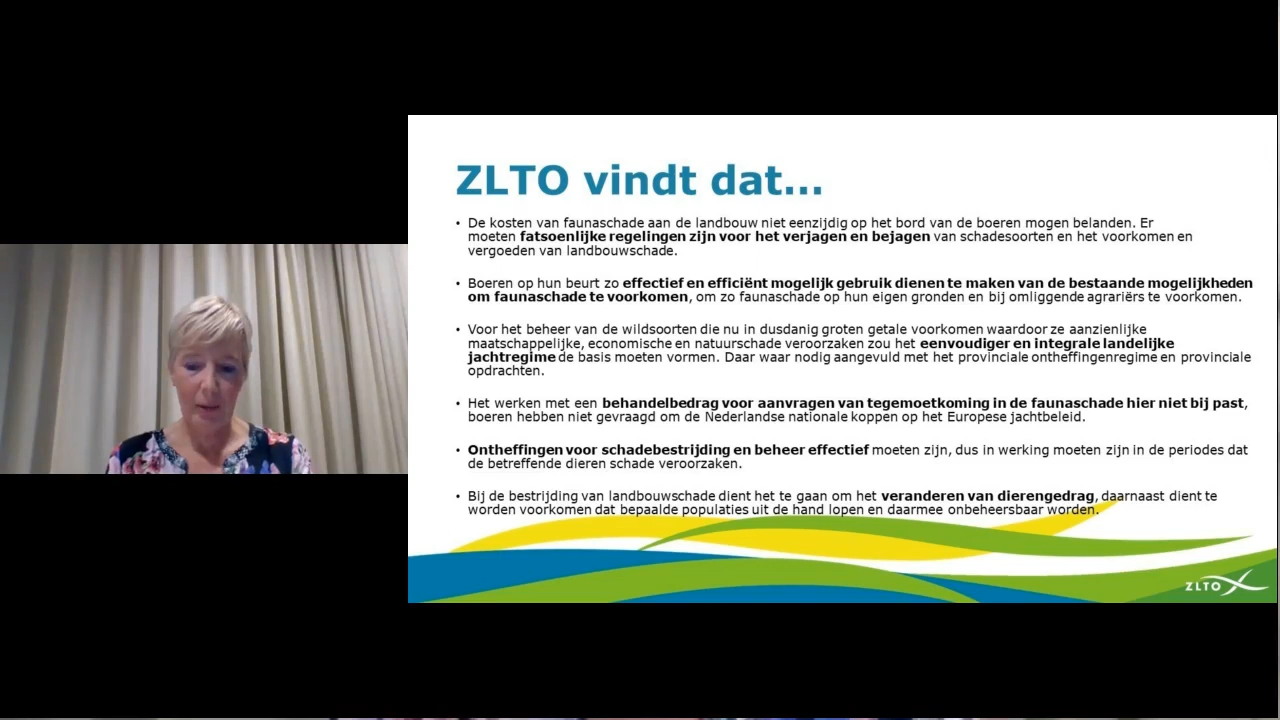 ZLTO vindt dat...
• De kosten van faunaschade aan de landbouw niet eenzijdig op het bord van de boeren mogen belanden. Er
moeten fatsoenlijke regelingen zijn voor het verjagen en bejagen van schadesoorten en het voorkomen en
vergoeden van landbouwschade.
• Boeren op hun beurt zo effectief en efficiënt mogelijk gebruik dienen te maken van de bestaande mogelijkheden
om faunaschade te voorkomen, om zo faunaschade op hun eigen gronden en bij omliggende agrariërs te voorkomen.
• Voor het beheer van de wildsoorten die nu in dusdanig groten getale voorkomen waardoor ze aanzienlijke
maatschappelijke, economische en natuurschade veroorzaken zou het eenvoudiger en integrale landelijke
jachtregime de basis moeten vormen. Daar waar nodig aangevuld met het provinciale ontheffingenregime en provinciale
opdrachten.
• Het werken met een behandelbedrag voor aanvragen van tegemoetkoming in de faunaschade hier niet bij past,
boeren hebben niet gevraagd om de Nederlandse nationale koppen op het Europese jachtbeleid.
• Ontheffingen voor schadebestrijding en beheer effectief moeten zijn, dus in werking moeten zijn in de periodes dat
de betreffende dieren schade veroorzaken.
• Bij de bestrijding van landbouwschade dient het te gaan om het veranderen van dierengedrag, daarnaast dient te
worden voorkomen dat bepaalde populaties uit de hand lopen en daarmee onbeheersbaar worden.
ZLTO